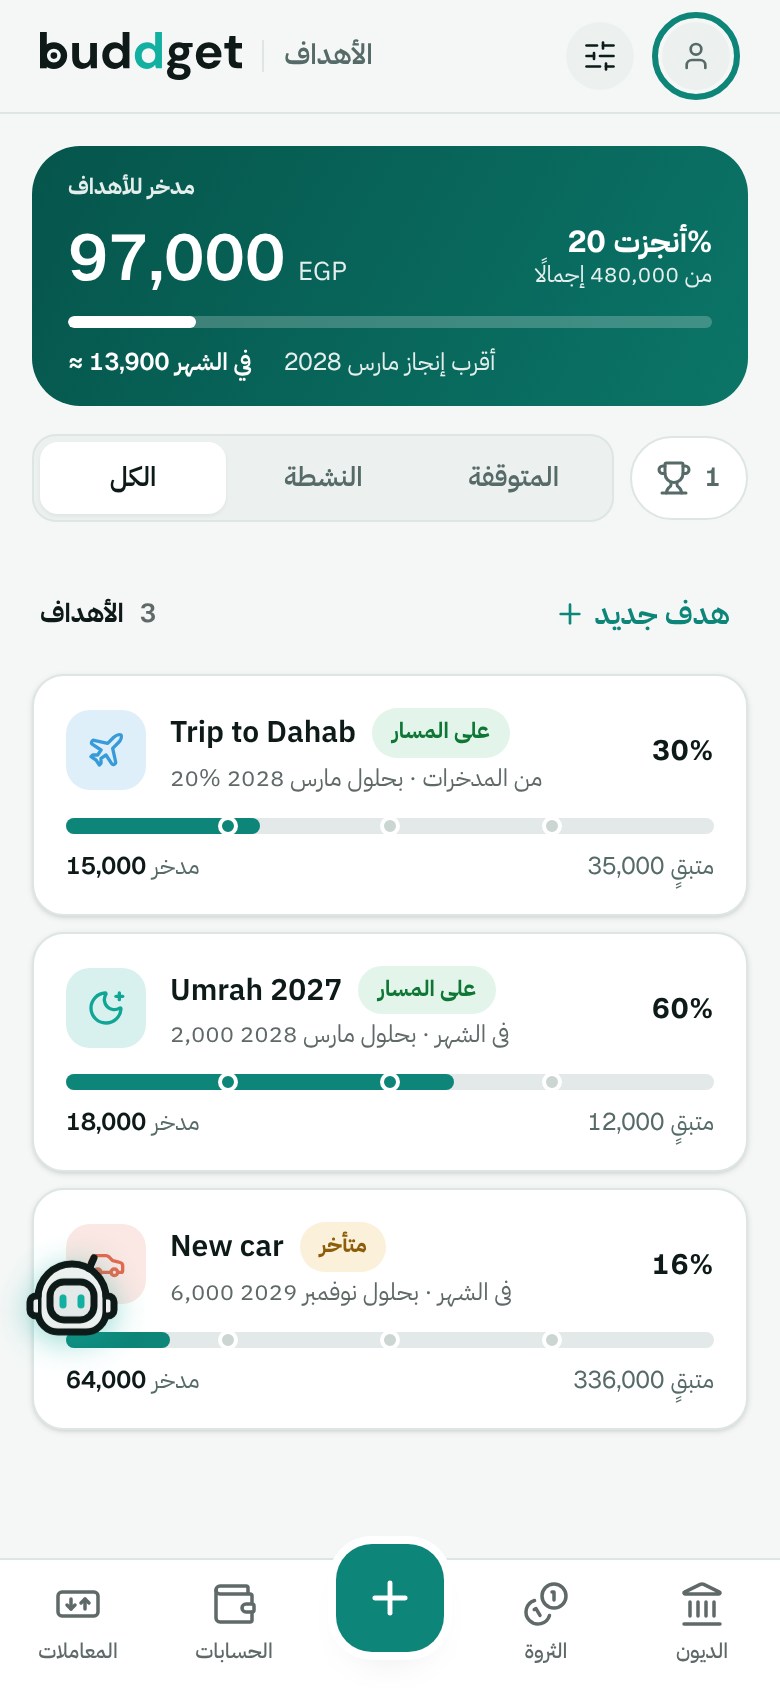 buddget
الأهداف
مدخر للأهداف
97,000 EGP
أنجزت 20%
من 480,000 إجمالًا
≈ 13,900 في الشهر
أقرب إنجاز مارس 2028
الكل
النشطة
المتوقفة
1
الأهداف 3
+ هدف جديد
Trip to Dahab
على المسار
30%
20% من المدخرات · بحلول مارس 2028
15,000 مدخر
متبقٍ 35,000
Umrah 2027
على المسار
60%
2,000 في الشهر · بحلول مارس 2028
18,000 مدخر
متبقٍ 12,000
New car
متأخر
16%
6,000 في الشهر · بحلول نوفمبر 2029
64,000 مدخر
متبقٍ 336,000
المعاملات
الحسابات
الثروة
الديون